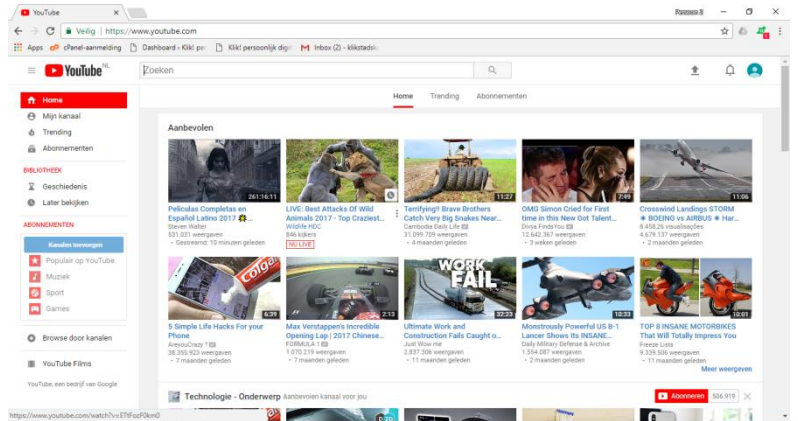 YouTube
Veilig | https://www.youtube.com
Apps cPanel-aanmelding Dashboard ‹ Klik! per Klik! persoonlijk digit Inbox (2) - klikstadsk
YouTube NL
Zoeken
Home Trending Abonnementen
Home
Mijn kanaal
Trending
Abonnementen
BIBLIOTHEEK
Geschiedenis
Later bekijken
ABONNEMENTEN
Kanalen toevoegen
Populair op YouTube
Muziek
Sport
Games
Browse door kanalen
YouTube Films
YouTube, een bedrijf van Google
Aanbevolen
261:16:11
Peliculas Completas en
Español Latino 2017
Steven Walter
531.031 weergaven
• Gestreamd: 10 minuten geleden
LIVE: Best Attacks Of Wild
Animals 2017 - Top Craziest...
Wildlife HDC
846 kijkers
NU LIVE
11:27
Terrifying!! Brave Brothers
Catch Very Big Snakes Near...
Cambodia Daily Life
31.099.709 weergaven
• 4 maanden geleden
7:49
OMG Simon Cried for First
time in this New Got Talent...
Divya FindsYou
12.642.367 weergaven
• 3 weken geleden
11:06
Crosswind Landings STORM
✷ BOEING vs AIRBUS ✷ Har...
4.679.137 weergaven
• 2 maanden geleden
Colgat
6:39
5 Simple Life Hacks For your
Phone
AreyouCrazy ?
38.355.923 weergaven
• 7 maanden geleden
2:13
Max Verstappen's Incredible
Opening Lap | 2017 Chinese...
FORMULA 1
1.070.219 weergaven
• 7 maanden geleden
WORK
FAIL
32:23
Ultimate Work and
Construction Fails Caught o...
Just Wow me
2.837.306 weergaven
• 11 maanden geleden
10:33
Monstrously Powerful US B-1
Lancer Shows Its INSANE...
Daily Military Defense & Archive
1.554.087 weergaven
• 2 maanden geleden
10:01
TOP 8 INSANE MOTORBIKES
That Will Totally Impress You
Freeze Lists
9.339.506 weergaven
• 11 maanden geleden
Meer weergeven
Technologie - Onderwerp Aanbevolen kanaal voor jou
Abonneren 506.919